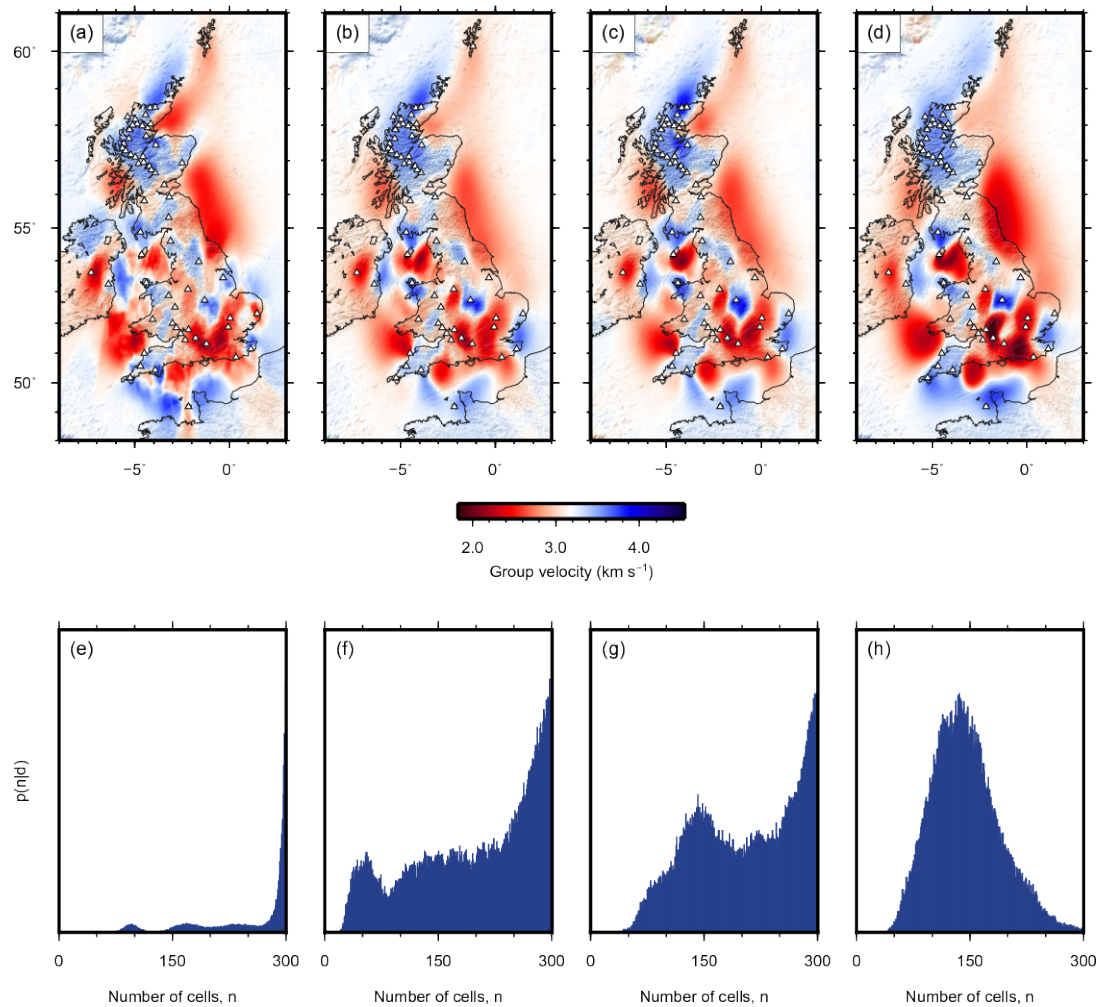 (a) (b) (c) (d)
60˚
55˚
50˚
−5˚ 0˚ −5˚ 0˚ −5˚ 0˚ −5˚ 0˚
2.0 3.0 4.0
Group velocity (km s⁻¹)
(e) (f) (g) (h)
p(n|d)
0 150 300 0 150 300 0 150 300 0 150 300
Number of cells, n Number of cells, n Number of cells, n Number of cells, n